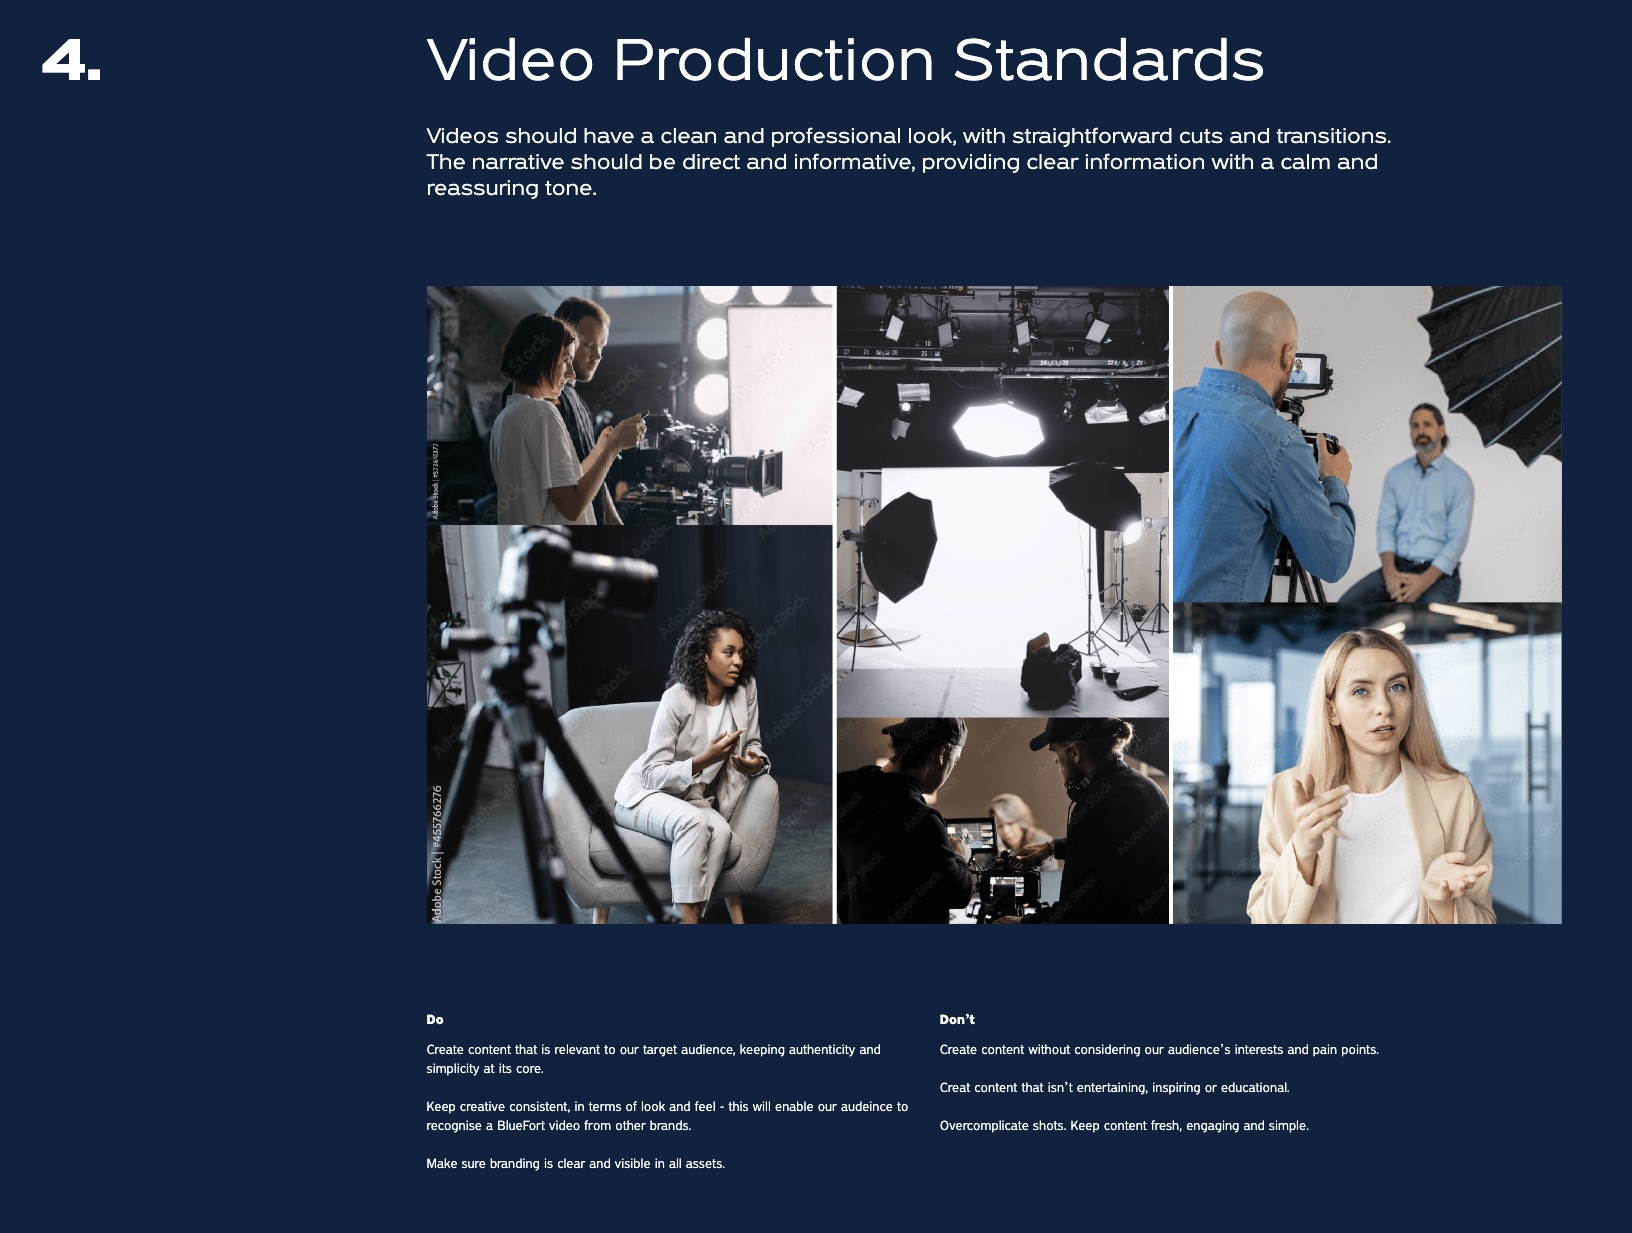 4.
Video Production Standards
Videos should have a clean and professional look, with straightforward cuts and transitions.
The narrative should be direct and informative, providing clear information with a calm and
reassuring tone.
Adobe Stock | #455766276
Do
Create content that is relevant to our target audience, keeping authenticity and
simplicity at its core.
Keep creative consistent, in terms of look and feel - this will enable our audeince to
recognise a BlueFort video from other brands.
Make sure branding is clear and visible in all assets.
Don’t
Create content without considering our audience’s interests and pain points.
Creat content that isn’t entertaining, inspiring or educational.
Overcomplicate shots. Keep content fresh, engaging and simple.